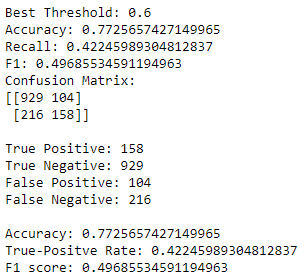 Best Threshold: 0.6
Accuracy: 0.7725657427149965
Recall: 0.42245989304812837
F1: 0.49685534591194963
Confusion Matrix:
[[929 104]
 [216 158]]
True Positive: 158
True Negative: 929
False Positive: 104
False Negative: 216
Accuracy: 0.7725657427149965
True-Positve Rate: 0.42245989304812837
F1 score: 0.49685534591194963